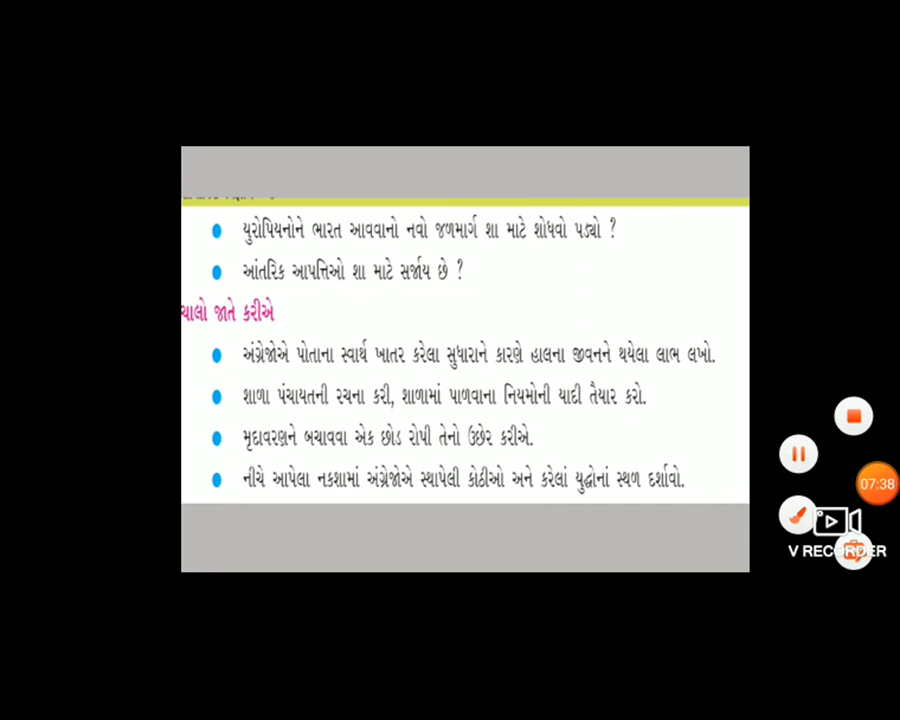 યુરોપિયનોને ભારત આવવાનો નવો જળમાર્ગ શા માટે શોધવો પડ્યો ?
આંતરિક આપત્તિઓ શા માટે સર્જાય છે ?
ચાલો જાતે કરીએ
અંગ્રેજોએ પોતાના સ્વાર્થ ખાતર કરેલા સુધારાને કારણે હાલના જીવનને થયેલા લાભ લખો.
શાળા પંચાયતની રચના કરી, શાળામાં પાળવાના નિયમોની યાદી તૈયાર કરો.
મૃદાવરણને બચાવવા એક છોડ રોપી તેનો ઉછેર કરીએ.
નીચે આપેલા નકશામાં અંગ્રેજોએ સ્થાપેલી કોઠીઓ અને કરેલાં યુદ્ધોનાં સ્થળ દર્શાવો.
07:38
V RECORDER